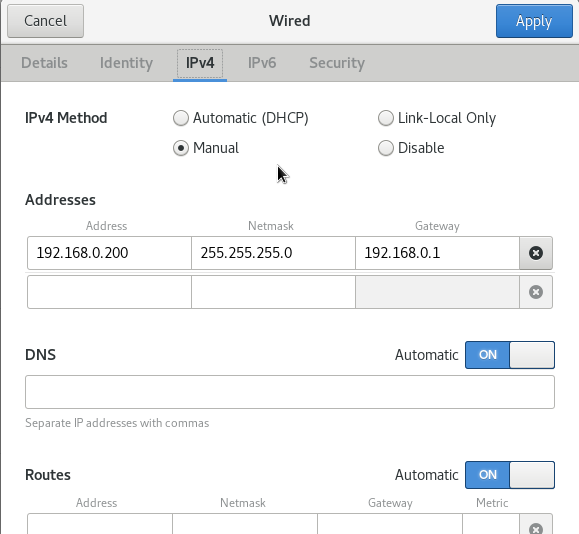 Cancel Wired Apply
Details Identity IPv4 IPv6 Security
IPv4 Method Automatic (DHCP) Link-Local Only
Manual Disable
Addresses
Address Netmask Gateway
192.168.0.200 255.255.255.0 192.168.0.1
DNS Automatic ON
Separate IP addresses with commas
Routes Automatic ON
Address Netmask Gateway Metric